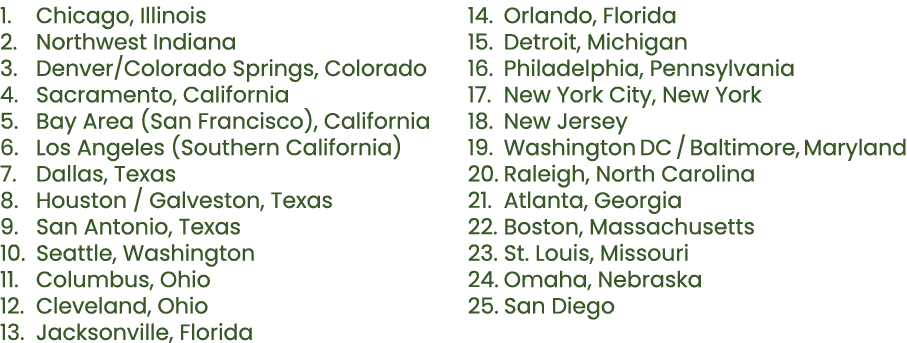 1. Chicago, Illinois
2. Northwest Indiana
3. Denver/Colorado Springs, Colorado
4. Sacramento, California
5. Bay Area (San Francisco), California
6. Los Angeles (Southern California)
7. Dallas, Texas
8. Houston / Galveston, Texas
9. San Antonio, Texas
10. Seattle, Washington
11. Columbus, Ohio
12. Cleveland, Ohio
13. Jacksonville, Florida
14. Orlando, Florida
15. Detroit, Michigan
16. Philadelphia, Pennsylvania
17. New York City, New York
18. New Jersey
19. Washington DC / Baltimore, Maryland
20. Raleigh, North Carolina
21. Atlanta, Georgia
22. Boston, Massachusetts
23. St. Louis, Missouri
24. Omaha, Nebraska
25. San Diego